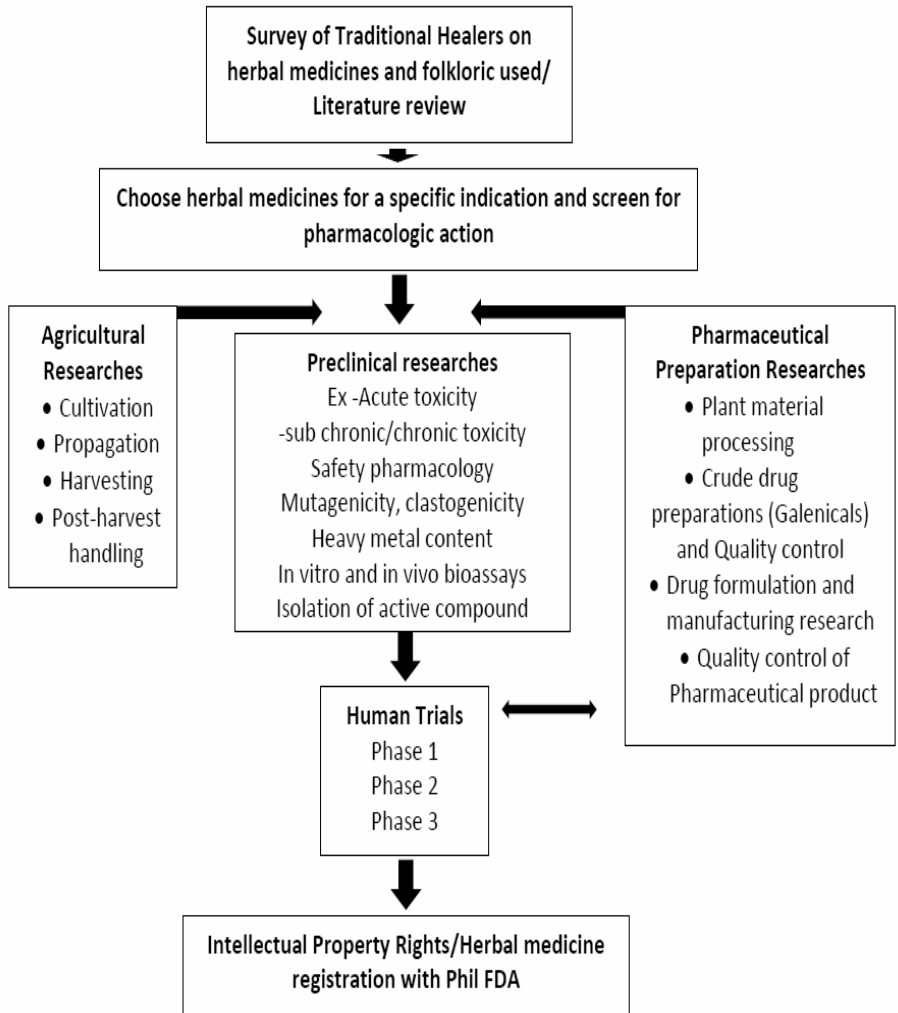 Survey of Traditional Healers on
herbal medicines and folkloric used/
Literature review
Choose herbal medicines for a specific indication and screen for
pharmacologic action
Agricultural
Researches
• Cultivation
• Propagation
• Harvesting
• Post-harvest
handling
Preclinical researches
Ex -Acute toxicity
-sub chronic/chronic toxicity
Safety pharmacology
Mutagenicity, clastogenicity
Heavy metal content
In vitro and in vivo bioassays
Isolation of active compound
Pharmaceutical
Preparation Researches
• Plant material
processing
• Crude drug
preparations (Galenicals)
and Quality control
• Drug formulation and
manufacturing research
• Quality control of
Pharmaceutical product
Human Trials
Phase 1
Phase 2
Phase 3
Intellectual Property Rights/Herbal medicine
registration with Phil FDA